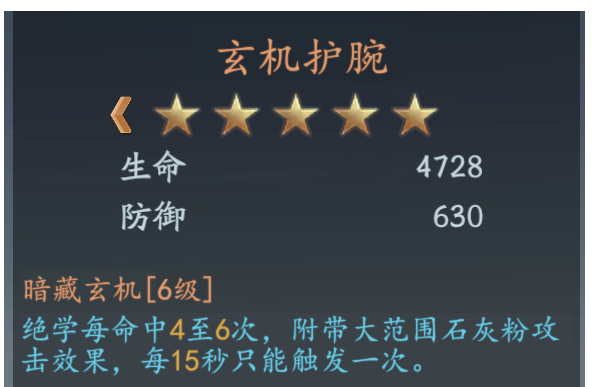 玄机护腕
生命 4728
防御 630
暗藏玄机[6级]
绝学每命中4至6次，附带大范围石灰粉攻
击效果，每15秒只能触发一次。